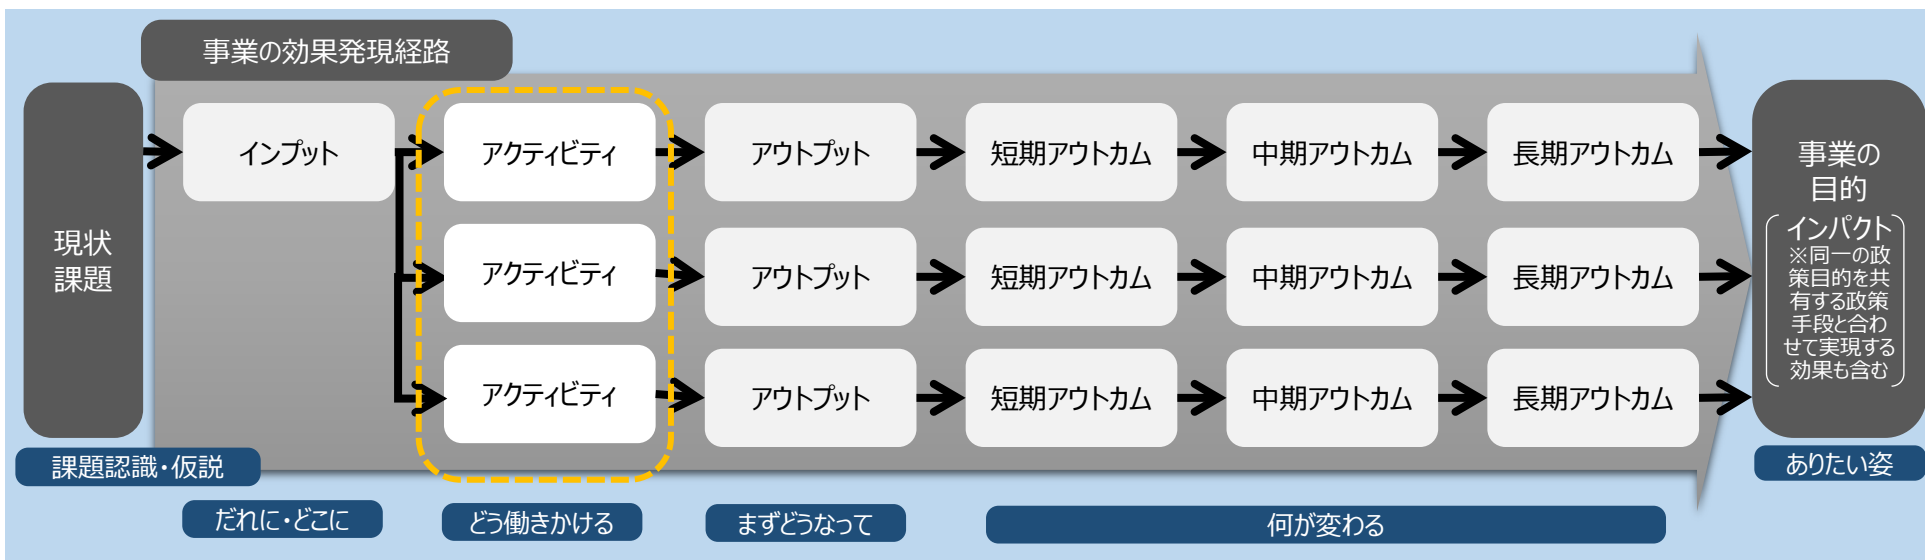 事業の効果発現経路
現状
課題
インプット
アクティビティ
アウトプット
短期アウトカム
中期アウトカム
長期アウトカム
アクティビティ
アウトプット
短期アウトカム
中期アウトカム
長期アウトカム
アクティビティ
アウトプット
短期アウトカム
中期アウトカム
長期アウトカム
事業の
目的
インパクト
※同一の政
策目的を共
有する政策
手段と合わ
せて実現する
効果も含む
課題認識・仮説
ありたい姿
だれに・どこに
どう働きかける
まずどうなって
何が変わる